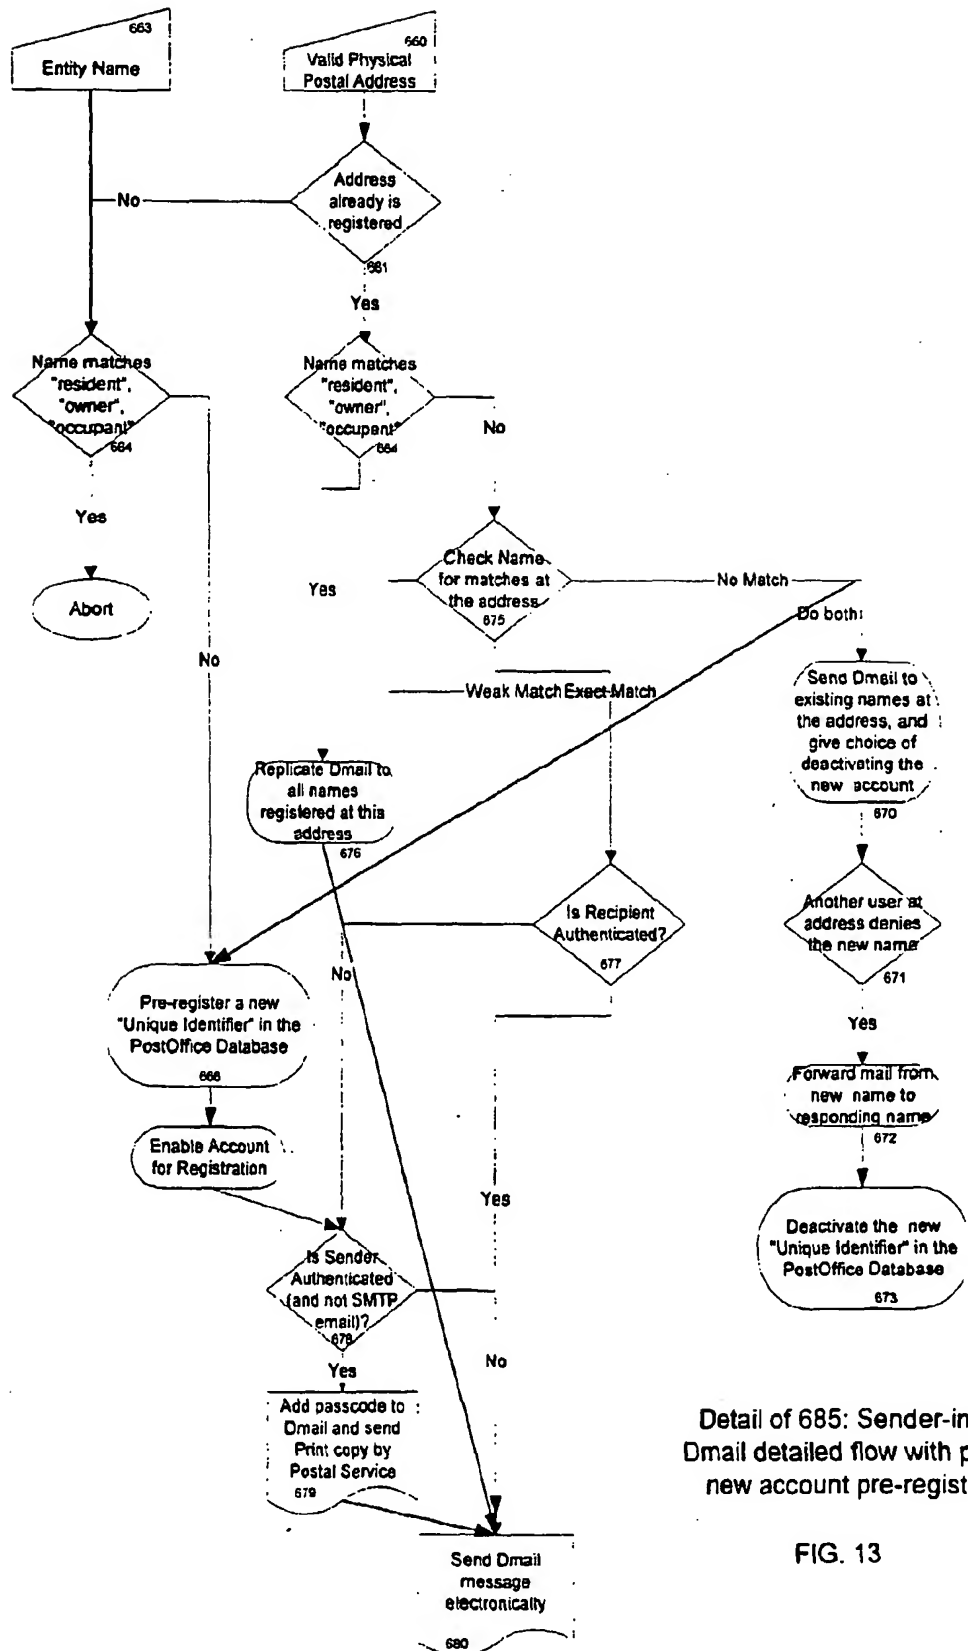 663
Entity Name
660
Valid Physical
Postal Address
No
Address
already is
registered
661
Yes
Name matches
"resident",
"owner",
"occupant"
664
Name matches
"resident",
"owner",
"occupant"
664
No
Yes
Abort
Yes
Check Name
for matches at
the address
675
No Match
Do both:
No
Weak Match
Exact Match
Send Dmail to
existing names at
the address, and
give choice of
deactivating the
new account
670
Replicate Dmail to
all names
registered at this
address
676
Is Recipient
Authenticated?
677
Another user at
address denies
the new name
671
No
Pre-register a new
"Unique Identifier" in the
PostOffice Database
666
Yes
Forward mail from
new name to
responding name
672
Enable Account
for Registration
Yes
Deactivate the new
"Unique Identifier" in the
PostOffice Database
673
Is Sender
Authenticated
(and not SMTP
email)?
678
Yes
No
Add passcode to
Dmail and send
Print copy by
Postal Service
679
Send Dmail
message
electronically
680
Detail of 685: Sender-in
Dmail detailed flow with p
new account pre-regist
FIG. 13